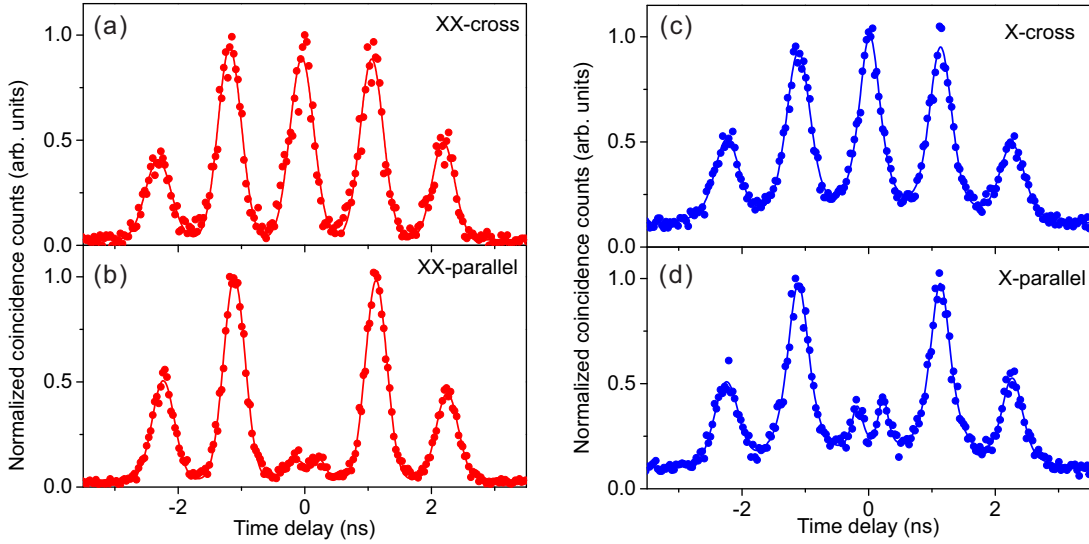 (a)
XX-cross
1.0
0.5
0.0
(b)
XX-parallel
1.0
0.5
0.0
-2
0
2
Time delay (ns)
Normalized coincidence counts (arb. units)
(c)
X-cross
1.0
0.5
0.0
(d)
X-parallel
1.0
0.5
0.0
-2
0
2
Time delay (ns)
Normalized coincidence counts (arb. units)